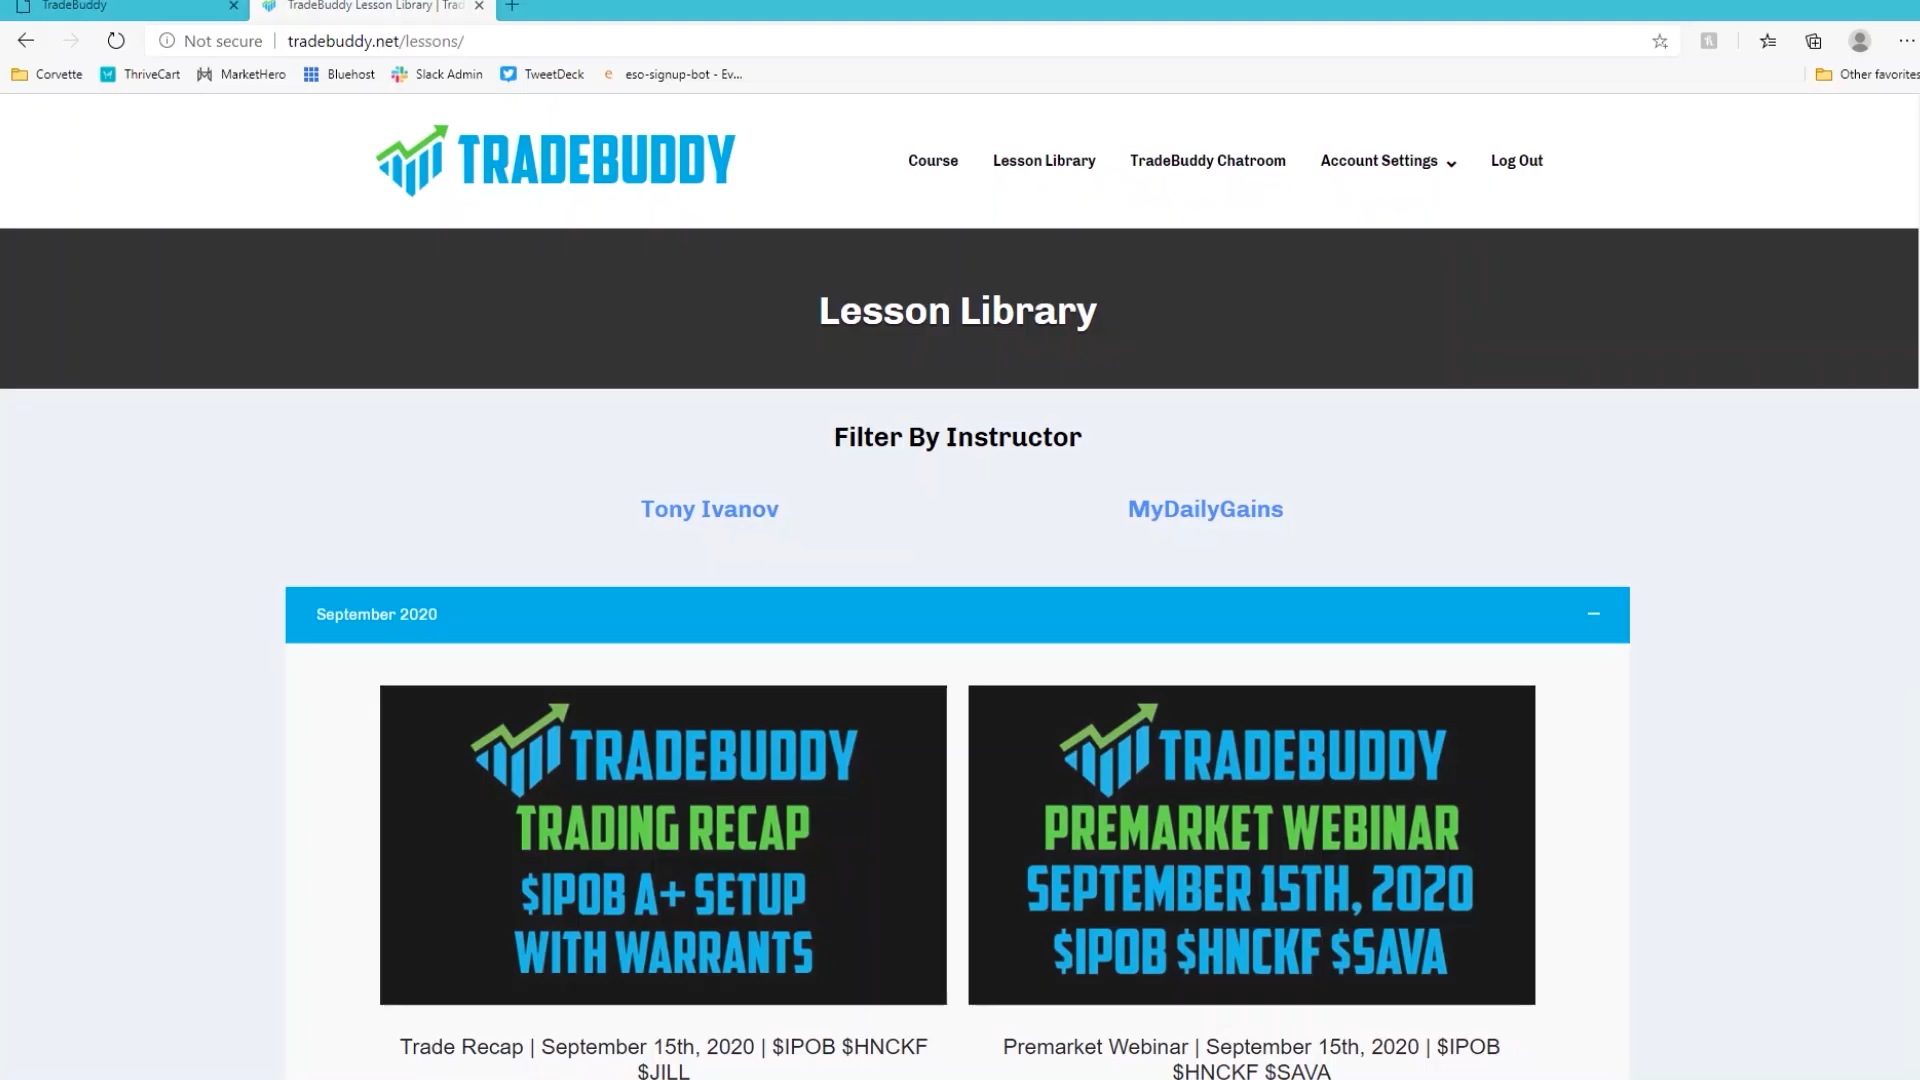 TradeBuddy
TradeBuddy Lesson Library | Trad
Not secure
tradebuddy.net/lessons/
Corvette
ThriveCart
MarketHero
Bluehost
Slack Admin
TweetDeck
eso-signup-bot - Ev...
Other favorites
TRADEBUDDY
Course
Lesson Library
TradeBuddy Chatroom
Account Settings
Log Out
Lesson Library
Filter By Instructor
Tony Ivanov
MyDailyGains
September 2020
TRADEBUDDY
TRADING RECAP
$IPOB A+ SETUP
WITH WARRANTS
TRADEBUDDY
PREMARKET WEBINAR
SEPTEMBER 15TH, 2020
$IPOB $HNCKF $SAVA
Trade Recap | September 15th, 2020 | $IPOB $HNCKF
$JILL
Premarket Webinar | September 15th, 2020 | $IPOB
$HNCKF $SAVA